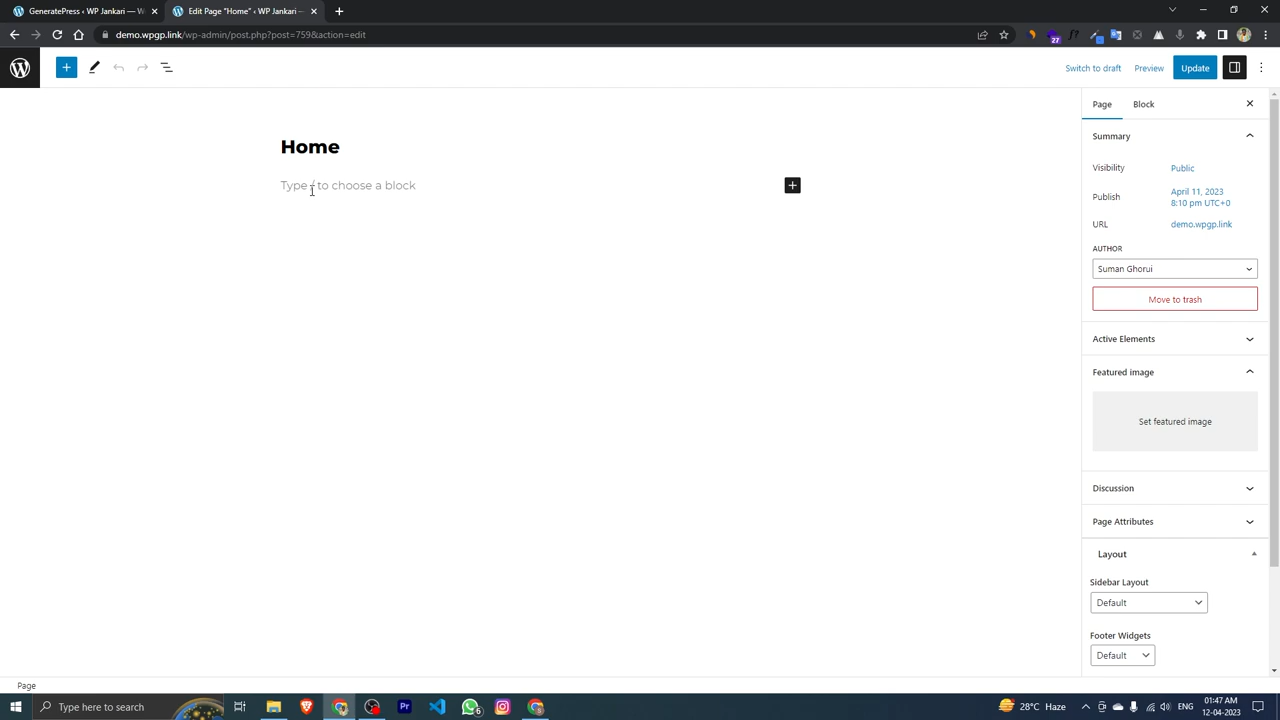 GeneratePress ‹ WP Jankari — W
Edit Page "Home" ‹ WP Jankari —
demo.wpgp.link/wp-admin/post.php?post=759&action=edit
27
Switch to draft
Preview
Update
Page
Block
Home
Summary
Type / to choose a block
Visibility
Public
Publish
April 11, 2023
8:10 pm UTC+0
URL
demo.wpgp.link
AUTHOR
Suman Ghorui
Move to trash
Active Elements
Featured image
Set featured image
Discussion
Page Attributes
Layout
Sidebar Layout
Default
Footer Widgets
Default
Page
Type here to search
Pr
6
28°C Haze
01:47 AM
12-04-2023